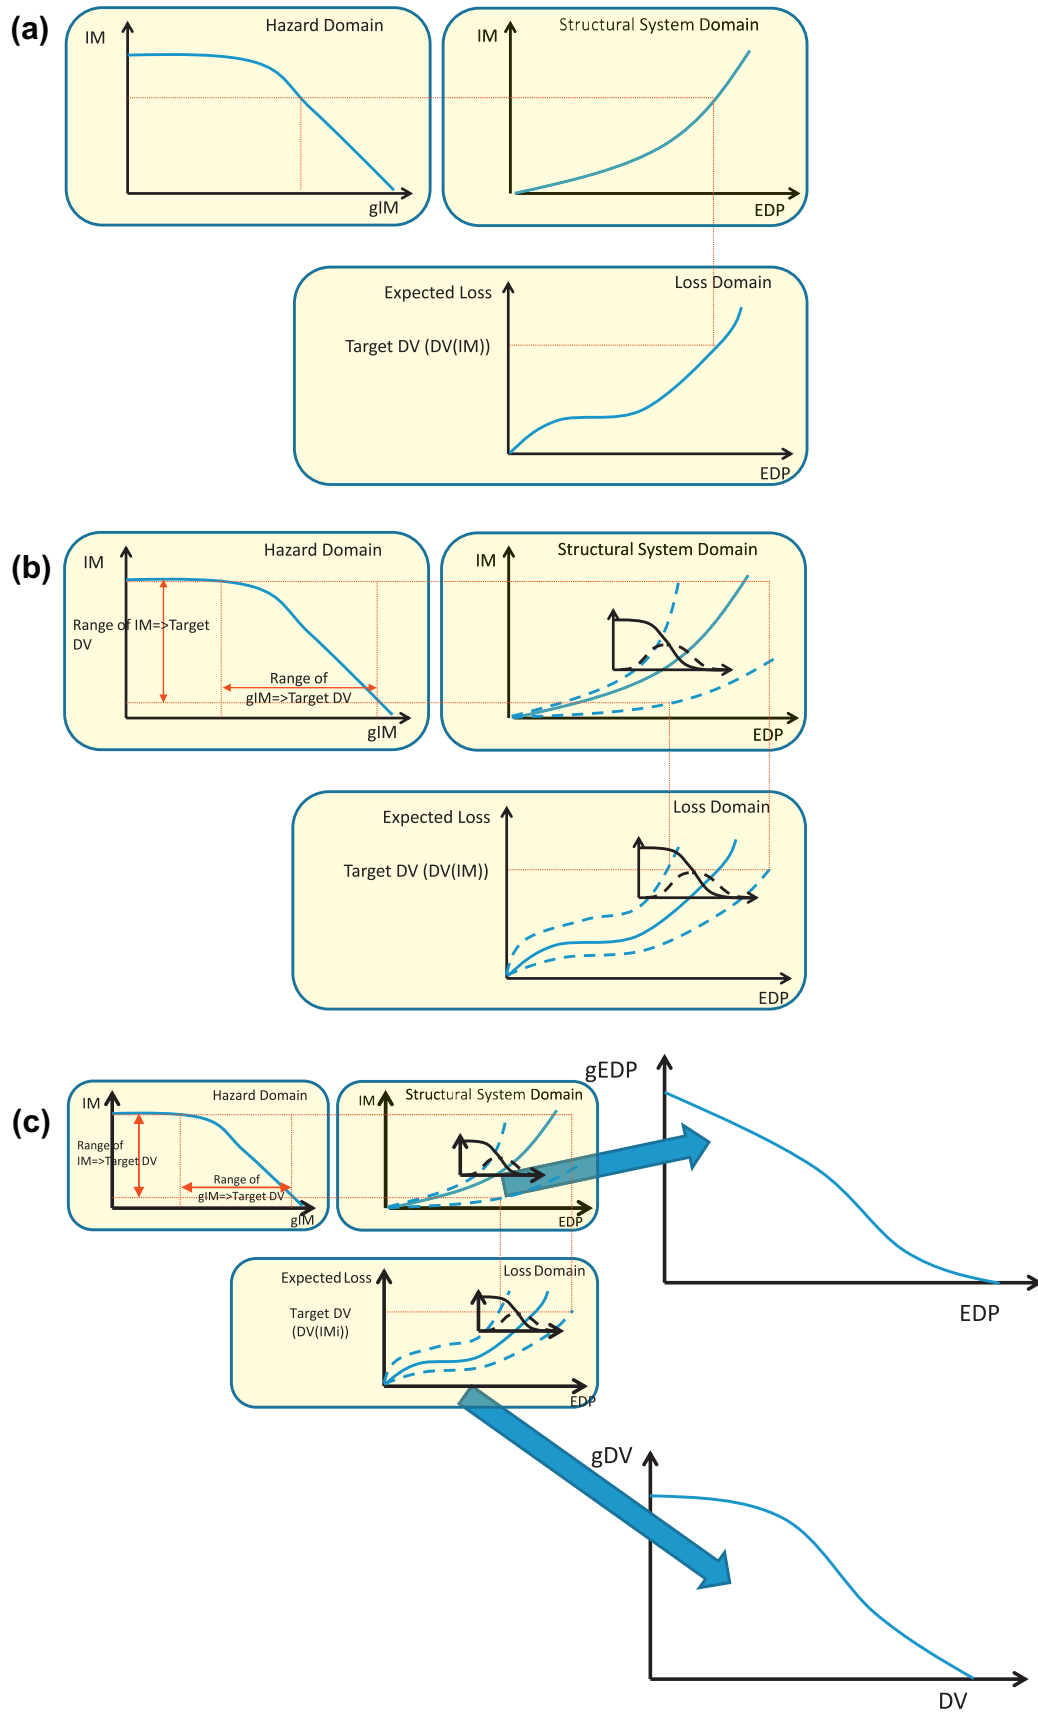 (a)
IM
Hazard Domain
gIM
IM
Structural System Domain
EDP
Expected Loss
Loss Domain
Target DV (DV(IM))
EDP
(b)
IM
Hazard Domain
Range of IM=>Target
DV
Range of
gIM=>Target DV
gIM
IM
Structural System Domain
EDP
Expected Loss
Loss Domain
Target DV (DV(IM))
EDP
(c)
IM
Hazard Domain
Range of
IM=>Target DV
Range of
gIM=>Target DV
gIM
IM
Structural System Domain
EDP
gEDP
EDP
Expected Loss
Loss Domain
Target DV
(DV(IMi))
EDP
gDV
DV